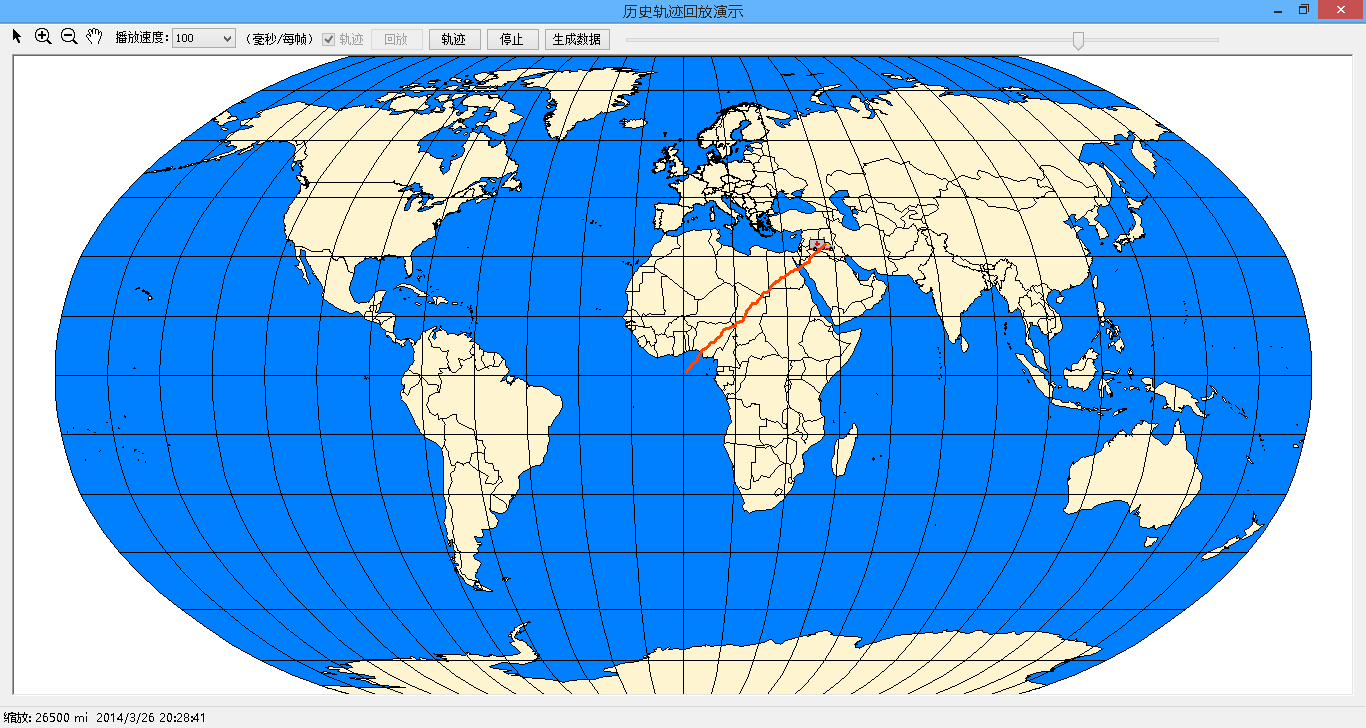 历史轨迹回放演示
播放速度: 100 (毫秒/每帧) 轨迹 回放 轨迹 停止 生成数据
缩放: 26500 mi 2014/3/26 20:28:41